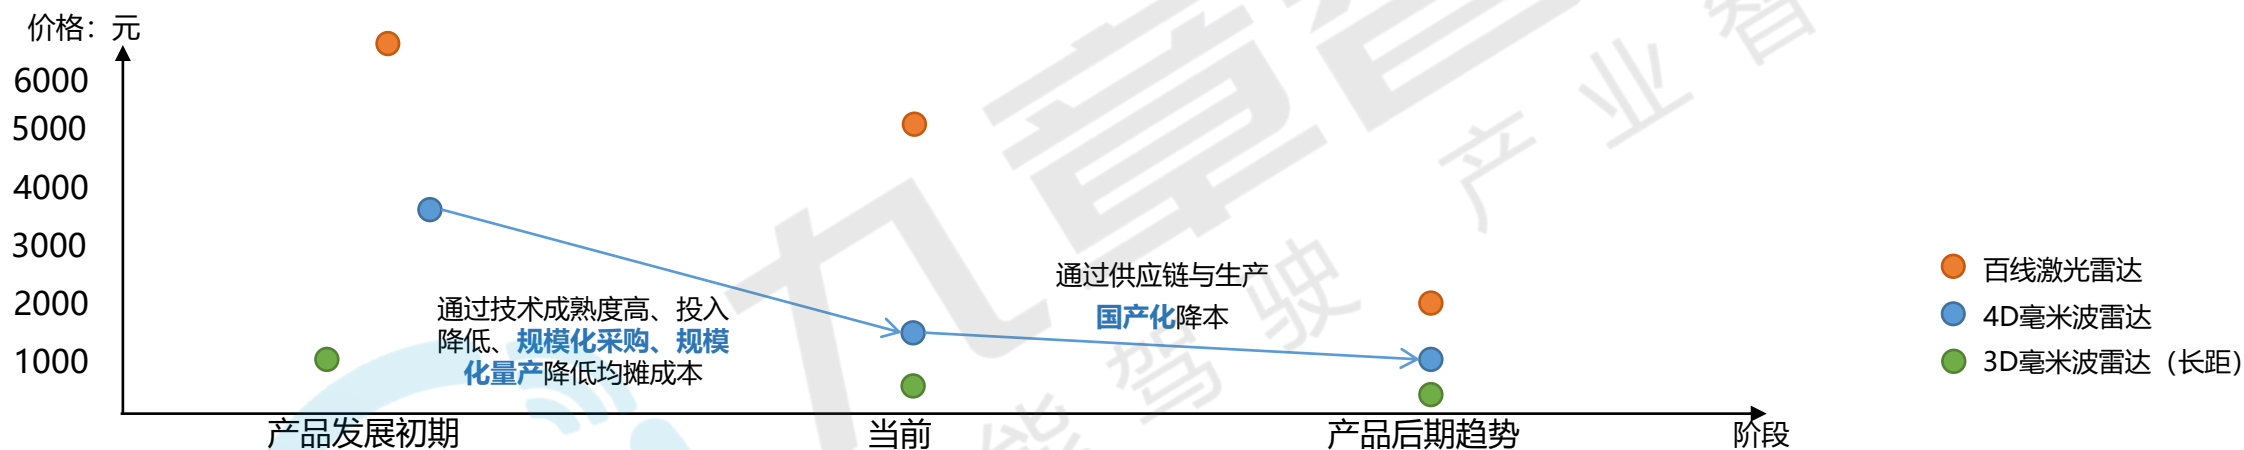 价格：元
6000
5000
4000
3000
2000
1000
通过技术成熟度高、投入
降低、规模化采购、规模
化量产降低均摊成本
通过供应链与生产
国产化降本
百线激光雷达
4D毫米波雷达
3D毫米波雷达（长距）
产品发展初期
当前
产品后期趋势
阶段
九章智
能驾驶产业智